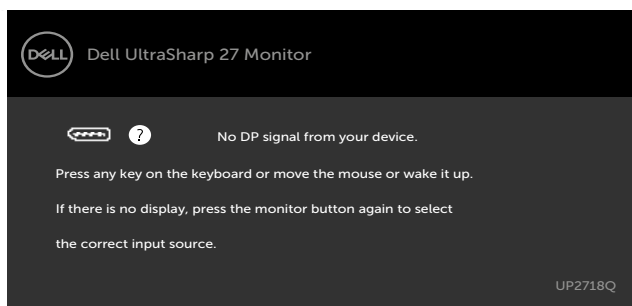 DELL
Dell UltraSharp 27 Monitor
?
No DP signal from your device.
Press any key on the keyboard or move the mouse or wake it up.
If there is no display, press the monitor button again to select
the correct input source.
UP2718Q